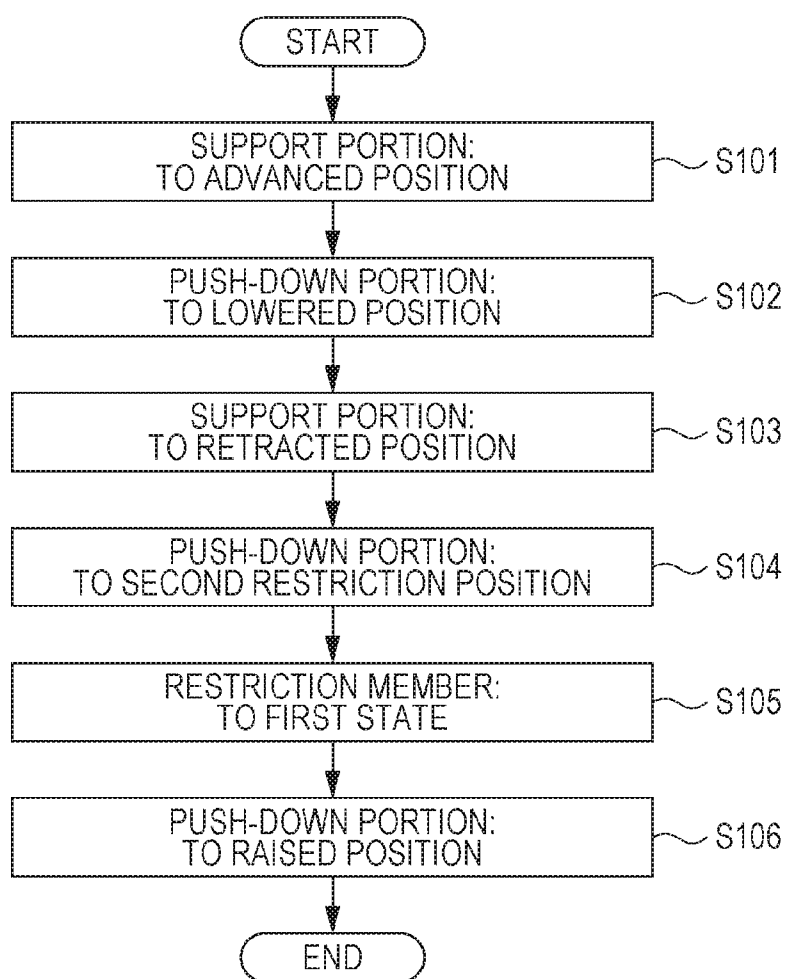 START
SUPPORT PORTION:
TO ADVANCED POSITION
S101
PUSH-DOWN PORTION:
TO LOWERED POSITION
S102
SUPPORT PORTION:
TO RETRACTED POSITION
S103
PUSH-DOWN PORTION:
TO SECOND RESTRICTION POSITION
S104
RESTRICTION MEMBER:
TO FIRST STATE
S105
PUSH-DOWN PORTION:
TO RAISED POSITION
S106
END